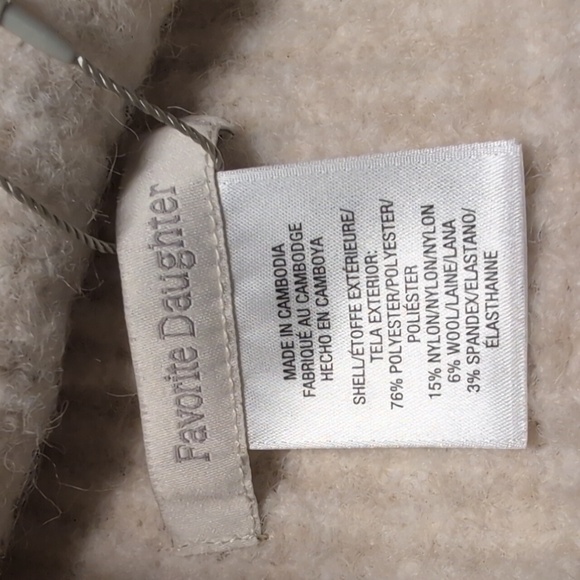 Favorite Daughter
MADE IN CAMBODIA
FABRIQUÉ AU CAMBODGE
HECHO EN CAMBOYA
SHELL/ÉTOFFE EXTÉRIEURE/
TELA EXTERIOR:
76% POLYESTER/POLYESTER/
POLIÉSTER
15% NYLON/NYLON/NYLON
6% WOOL/LAINE/LANA
3% SPANDEX/ELASTANO/
ÉLASTHANNE